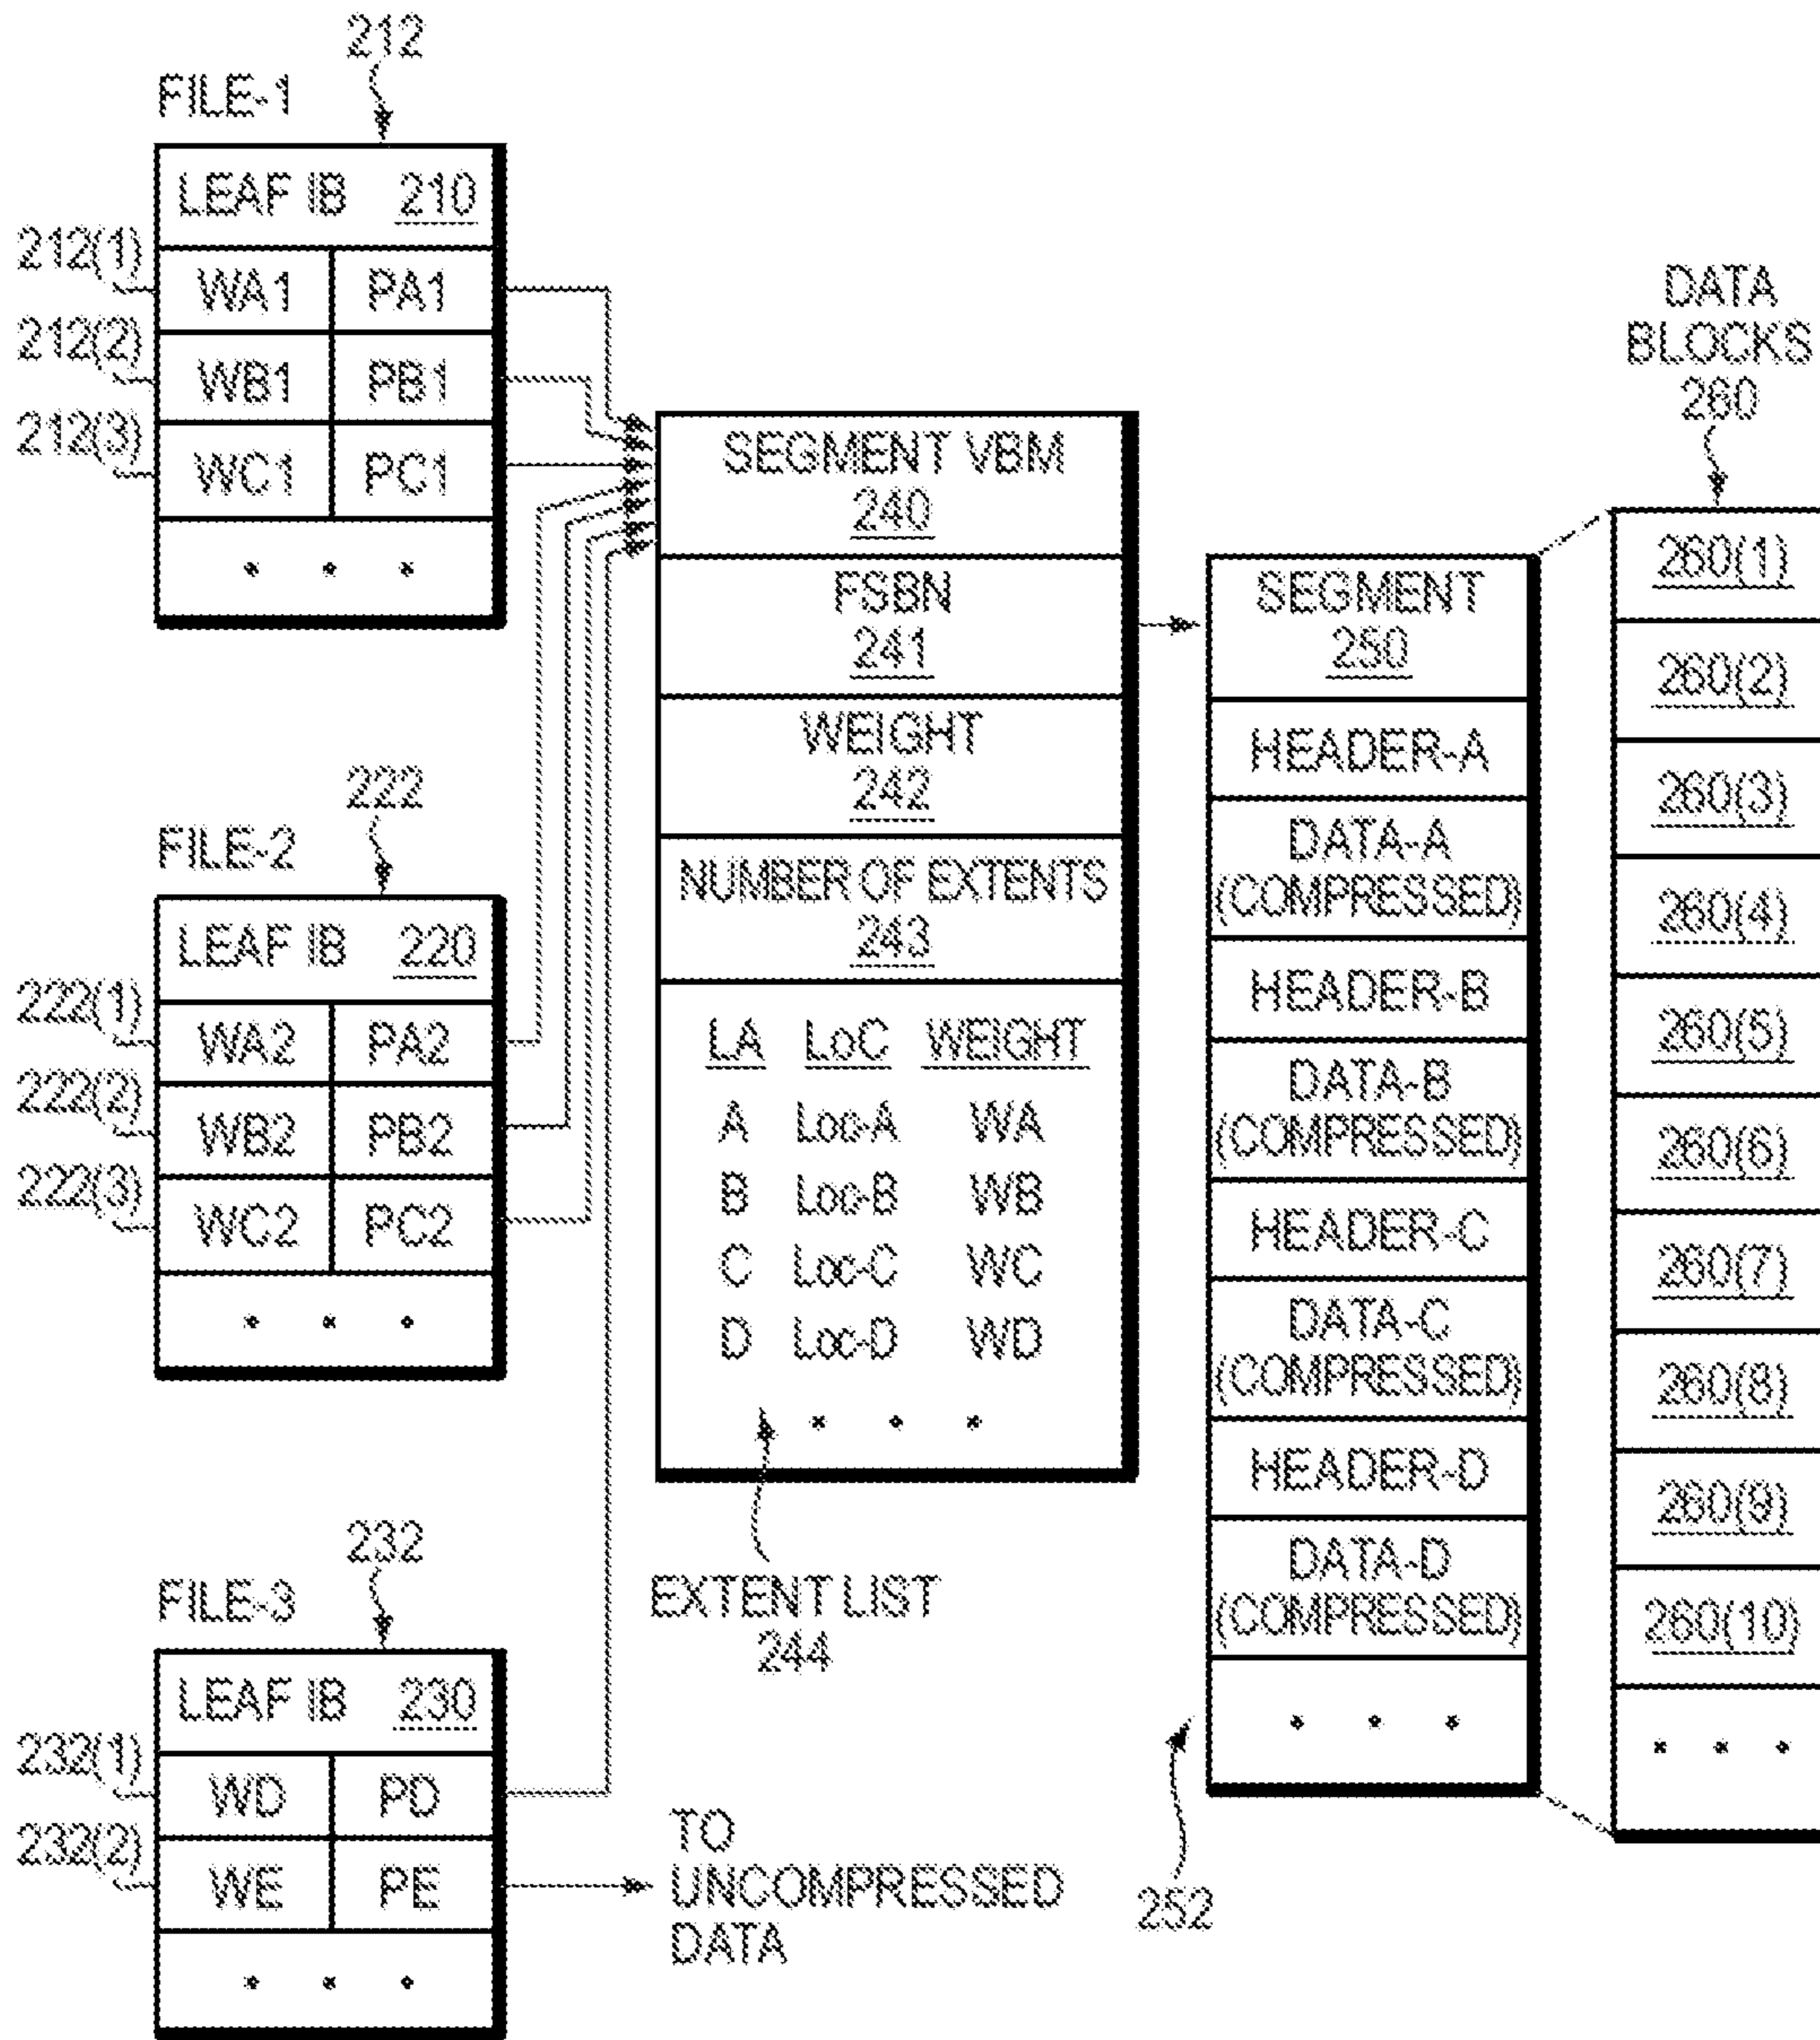 212
FILE-1
LEAF IB 210
212(1)
WA1 PA1
212(2)
WB1 PB1
212(3)
WC1 PC1
. . .
222
FILE-2
LEAF IB 220
222(1)
WA2 PA2
222(2)
WB2 PB2
222(3)
WC2 PC2
. . .
232
FILE-3
LEAF IB 230
232(1)
WD PD
232(2)
WE PE
. . .
TO
UNCOMPRESSED
DATA
SEGMENT VBM
240
FSBN
241
WEIGHT
242
NUMBER OF EXTENTS
243
LA LoC WEIGHT
A Loc-A WA
B Loc-B WB
C Loc-C WC
D Loc-D WD
. . .
EXTENT LIST
244
SEGMENT
250
HEADER-A
DATA-A
(COMPRESSED)
HEADER-B
DATA-B
(COMPRESSED)
HEADER-C
DATA-C
(COMPRESSED)
HEADER-D
DATA-D
(COMPRESSED)
. . .
252
DATA
BLOCKS
260
260(1)
260(2)
260(3)
260(4)
260(5)
260(6)
260(7)
260(8)
260(9)
260(10)
. . .